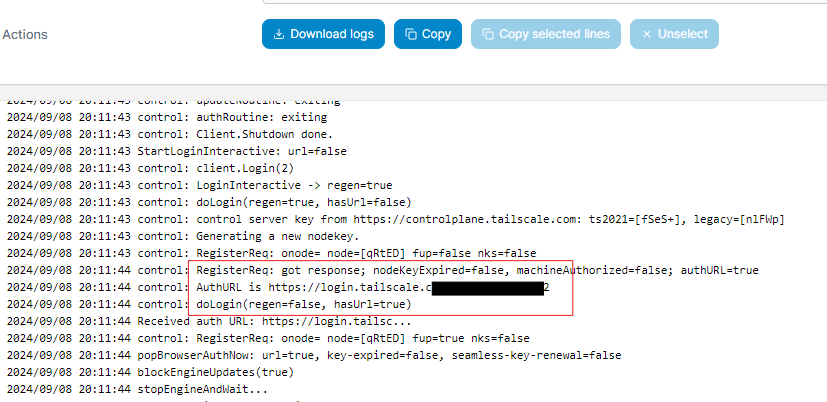 Actions
Download logs
Copy
Copy selected lines
Unselect
2024/09/08 20:11:43 control: updateRoutine: exiting
2024/09/08 20:11:43 control: authRoutine: exiting
2024/09/08 20:11:43 control: Client.Shutdown done.
2024/09/08 20:11:43 StartLoginInteractive: url=false
2024/09/08 20:11:43 control: client.Login(2)
2024/09/08 20:11:43 control: LoginInteractive -> regen=true
2024/09/08 20:11:43 control: doLogin(regen=true, hasUrl=false)
2024/09/08 20:11:43 control: control server key from https://controlplane.tailscale.com: ts2021=[fSeS+], legacy=[nlFWp]
2024/09/08 20:11:43 control: Generating a new nodekey.
2024/09/08 20:11:43 control: RegisterReq: onode= node=[qRtED] fup=false nks=false
2024/09/08 20:11:44 control: RegisterReq: got response; nodeKeyExpired=false, machineAuthorized=false; authURL=true
2024/09/08 20:11:44 control: AuthURL is https://login.tailscale.c 2
2024/09/08 20:11:44 control: doLogin(regen=false, hasUrl=true)
2024/09/08 20:11:44 Received auth URL: https://login.tailsc...
2024/09/08 20:11:44 control: RegisterReq: onode= node=[qRtED] fup=true nks=false
2024/09/08 20:11:44 popBrowserAuthNow: url=true, key-expired=false, seamless-key-renewal=false
2024/09/08 20:11:44 blockEngineUpdates(true)
2024/09/08 20:11:44 stopEngineAndWait...